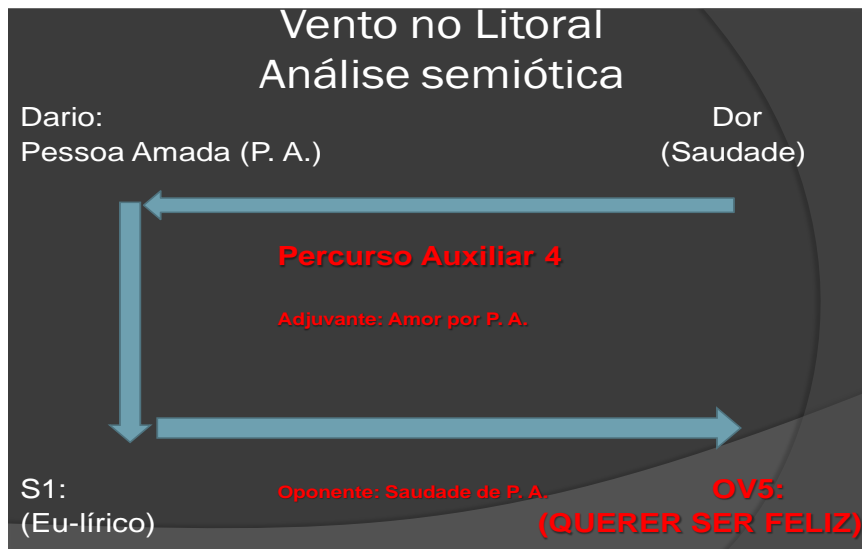 Vento no Litoral
Análise semiótica
Dario:
Pessoa Amada (P. A.)
Dor
(Saudade)
Percurso Auxiliar 4
Adjuvante: Amor por P. A.
S1:
(Eu-lírico)
Oponente: Saudade de P. A.
OV5:
(QUERER SER FELIZ)